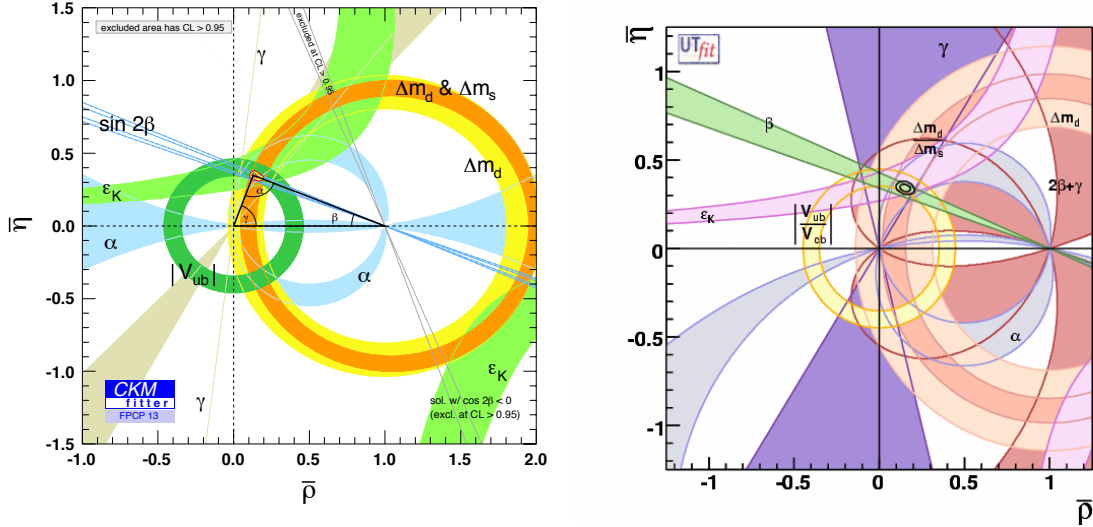 excluded area has CL > 0.95
γ
excluded at CL > 0.95
Δm_d & Δm_s
sin 2β
Δm_d
ε_K
α
α
β
γ
|V_ub|
α
ε_K
γ
sol. w/ cos 2β < 0
(excl. at CL > 0.95)
CKM
fitter
FPCP 13
1.5
1.0
0.5
0.0
-0.5
-1.0
-1.5
η̄
-1.0
-0.5
0.0
0.5
1.0
1.5
2.0
ρ̄
UTfit
γ
β
Δm_d
Δm_s
Δm_d
2β+γ
ε_K
|V_ub
V_cb|
α
η̄
1
0.5
0
-0.5
-1
-1
-0.5
0
0.5
1
ρ̄